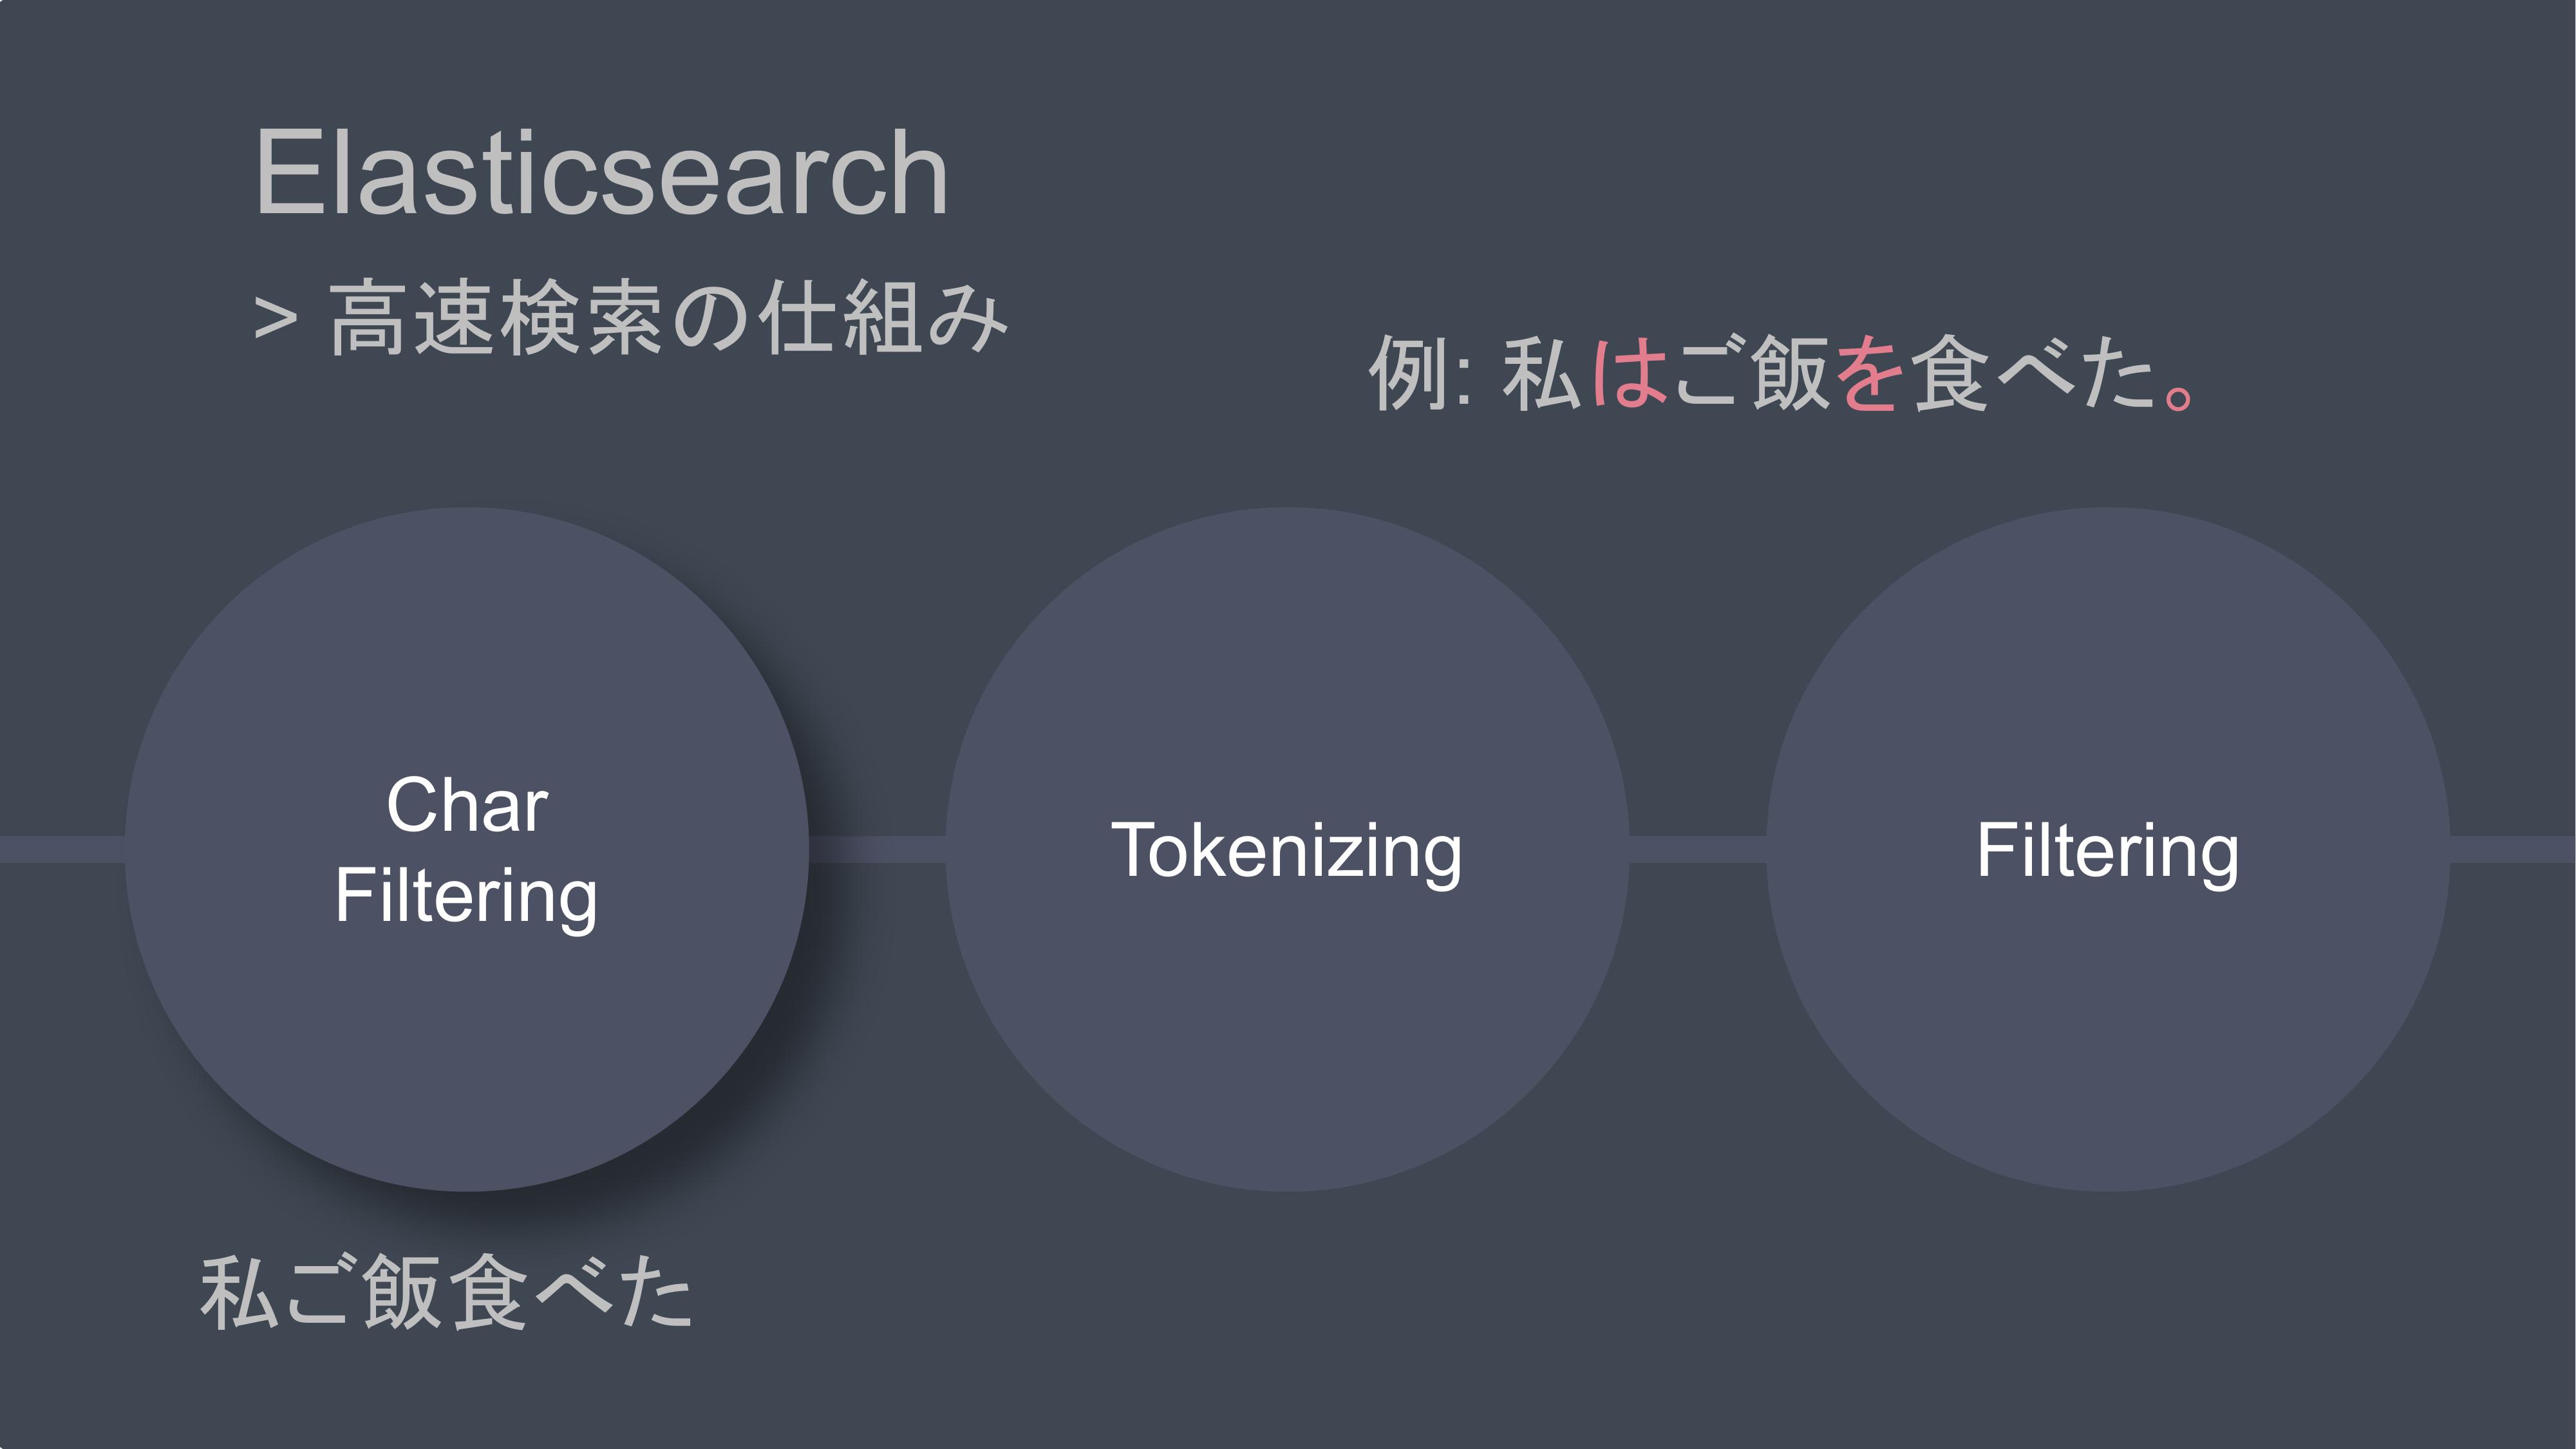 Elasticsearch
> 高速検索の仕組み
例: 私はご飯を食べた。
Char
Filtering
Tokenizing
Filtering
私ご飯食べた